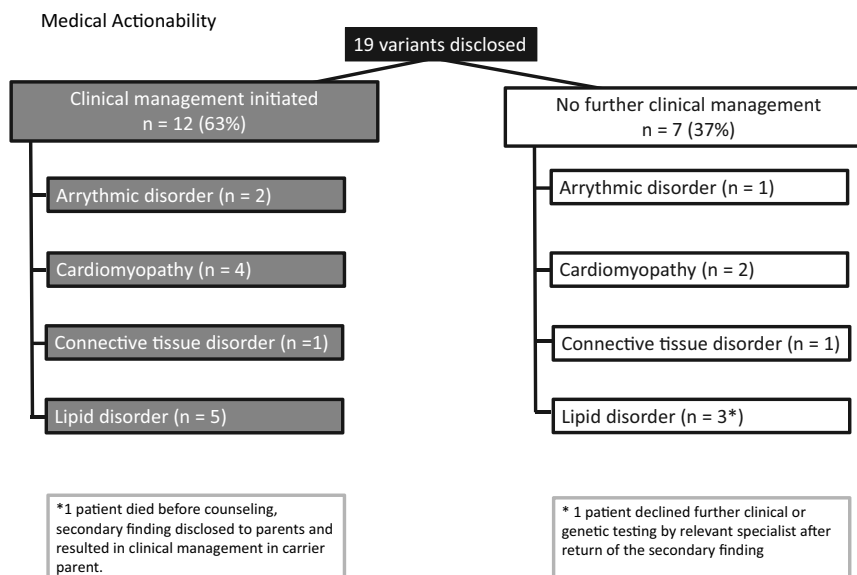 Medical Actionability
19 variants disclosed
Clinical management initiated
n = 12 (63%)
Arrythmic disorder (n = 2)
Cardiomyopathy (n = 4)
Connective tissue disorder (n =1)
Lipid disorder (n = 5)
*1 patient died before counseling,
secondary finding disclosed to parents and
resulted in clinical management in carrier
parent.
No further clinical management
n = 7 (37%)
Arrythmic disorder (n = 1)
Cardiomyopathy (n = 2)
Connective tissue disorder (n = 1)
Lipid disorder (n = 3*)
* 1 patient declined further clinical or
genetic testing by relevant specialist after
return of the secondary finding